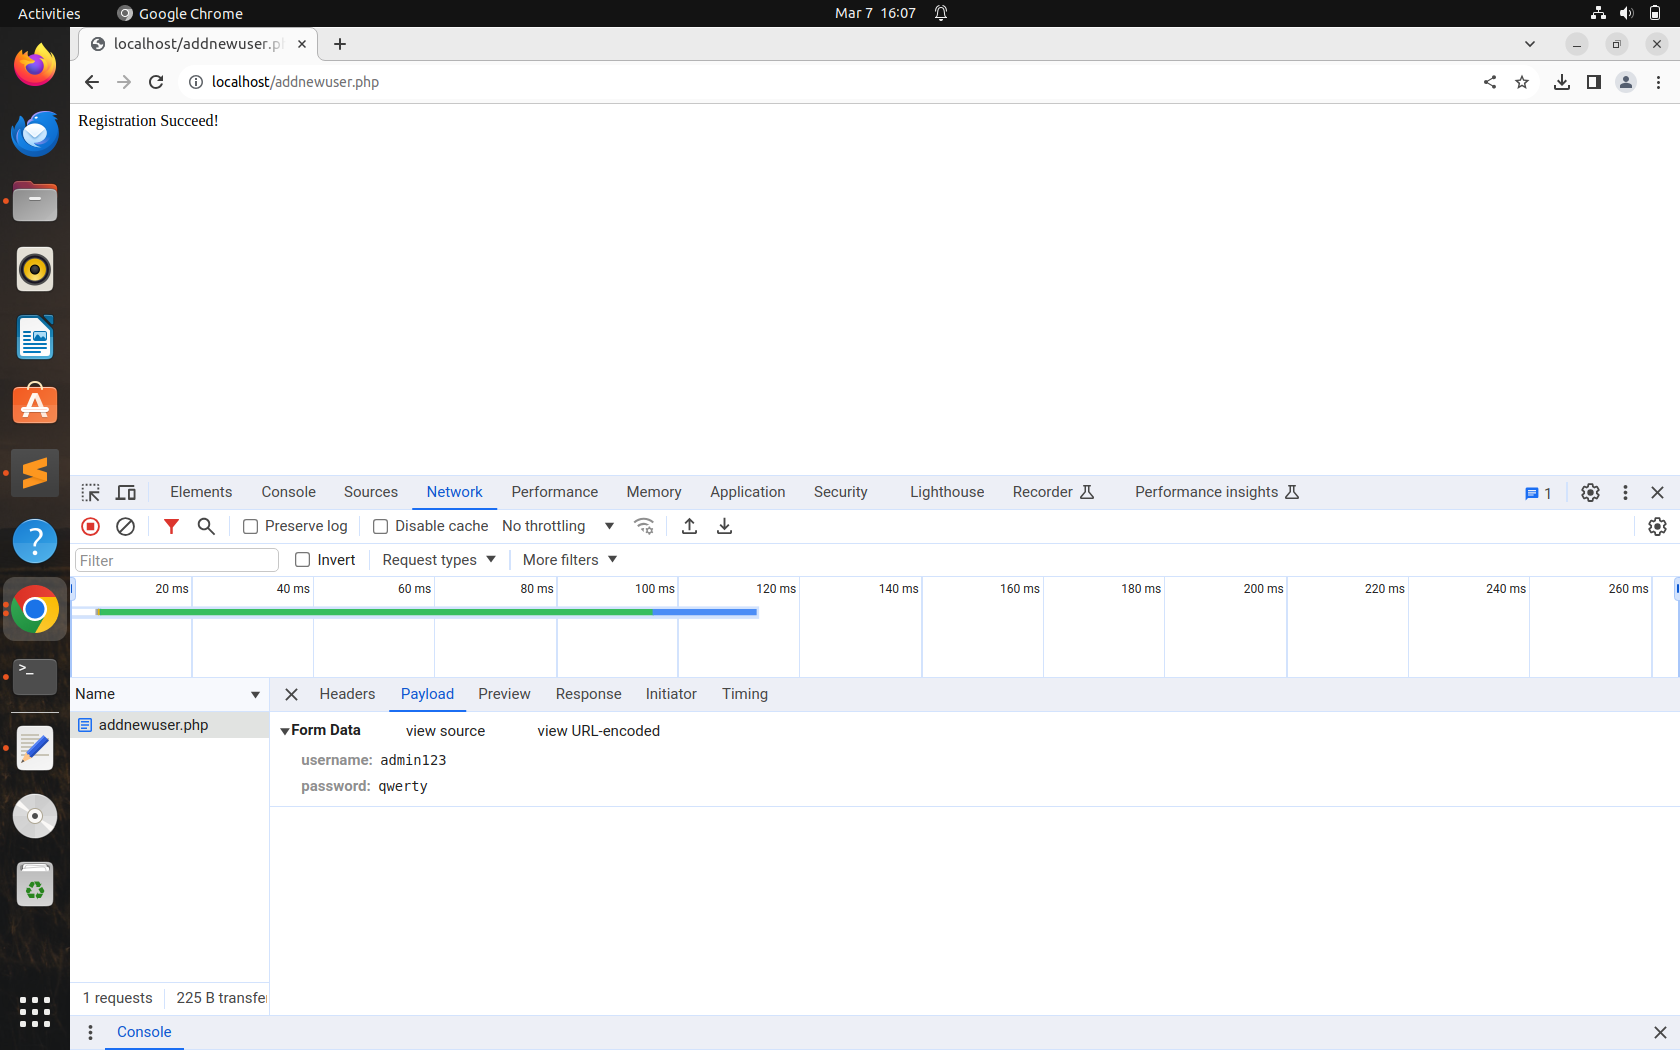 Activities Google Chrome Mar 7 16:07
localhost/addnewuser.p
localhost/addnewuser.php
Registration Succeed!
Elements Console Sources Network Performance Memory Application Security Lighthouse Recorder Performance insights 1
Preserve log Disable cache No throttling
Filter Invert Request types More filters
20 ms 40 ms 60 ms 80 ms 100 ms 120 ms 140 ms 160 ms 180 ms 200 ms 220 ms 240 ms 260 ms
Name Headers Payload Preview Response Initiator Timing
addnewuser.php
Form Data view source view URL-encoded
username: admin123
password: qwerty
1 requests 225 B transfe
Console